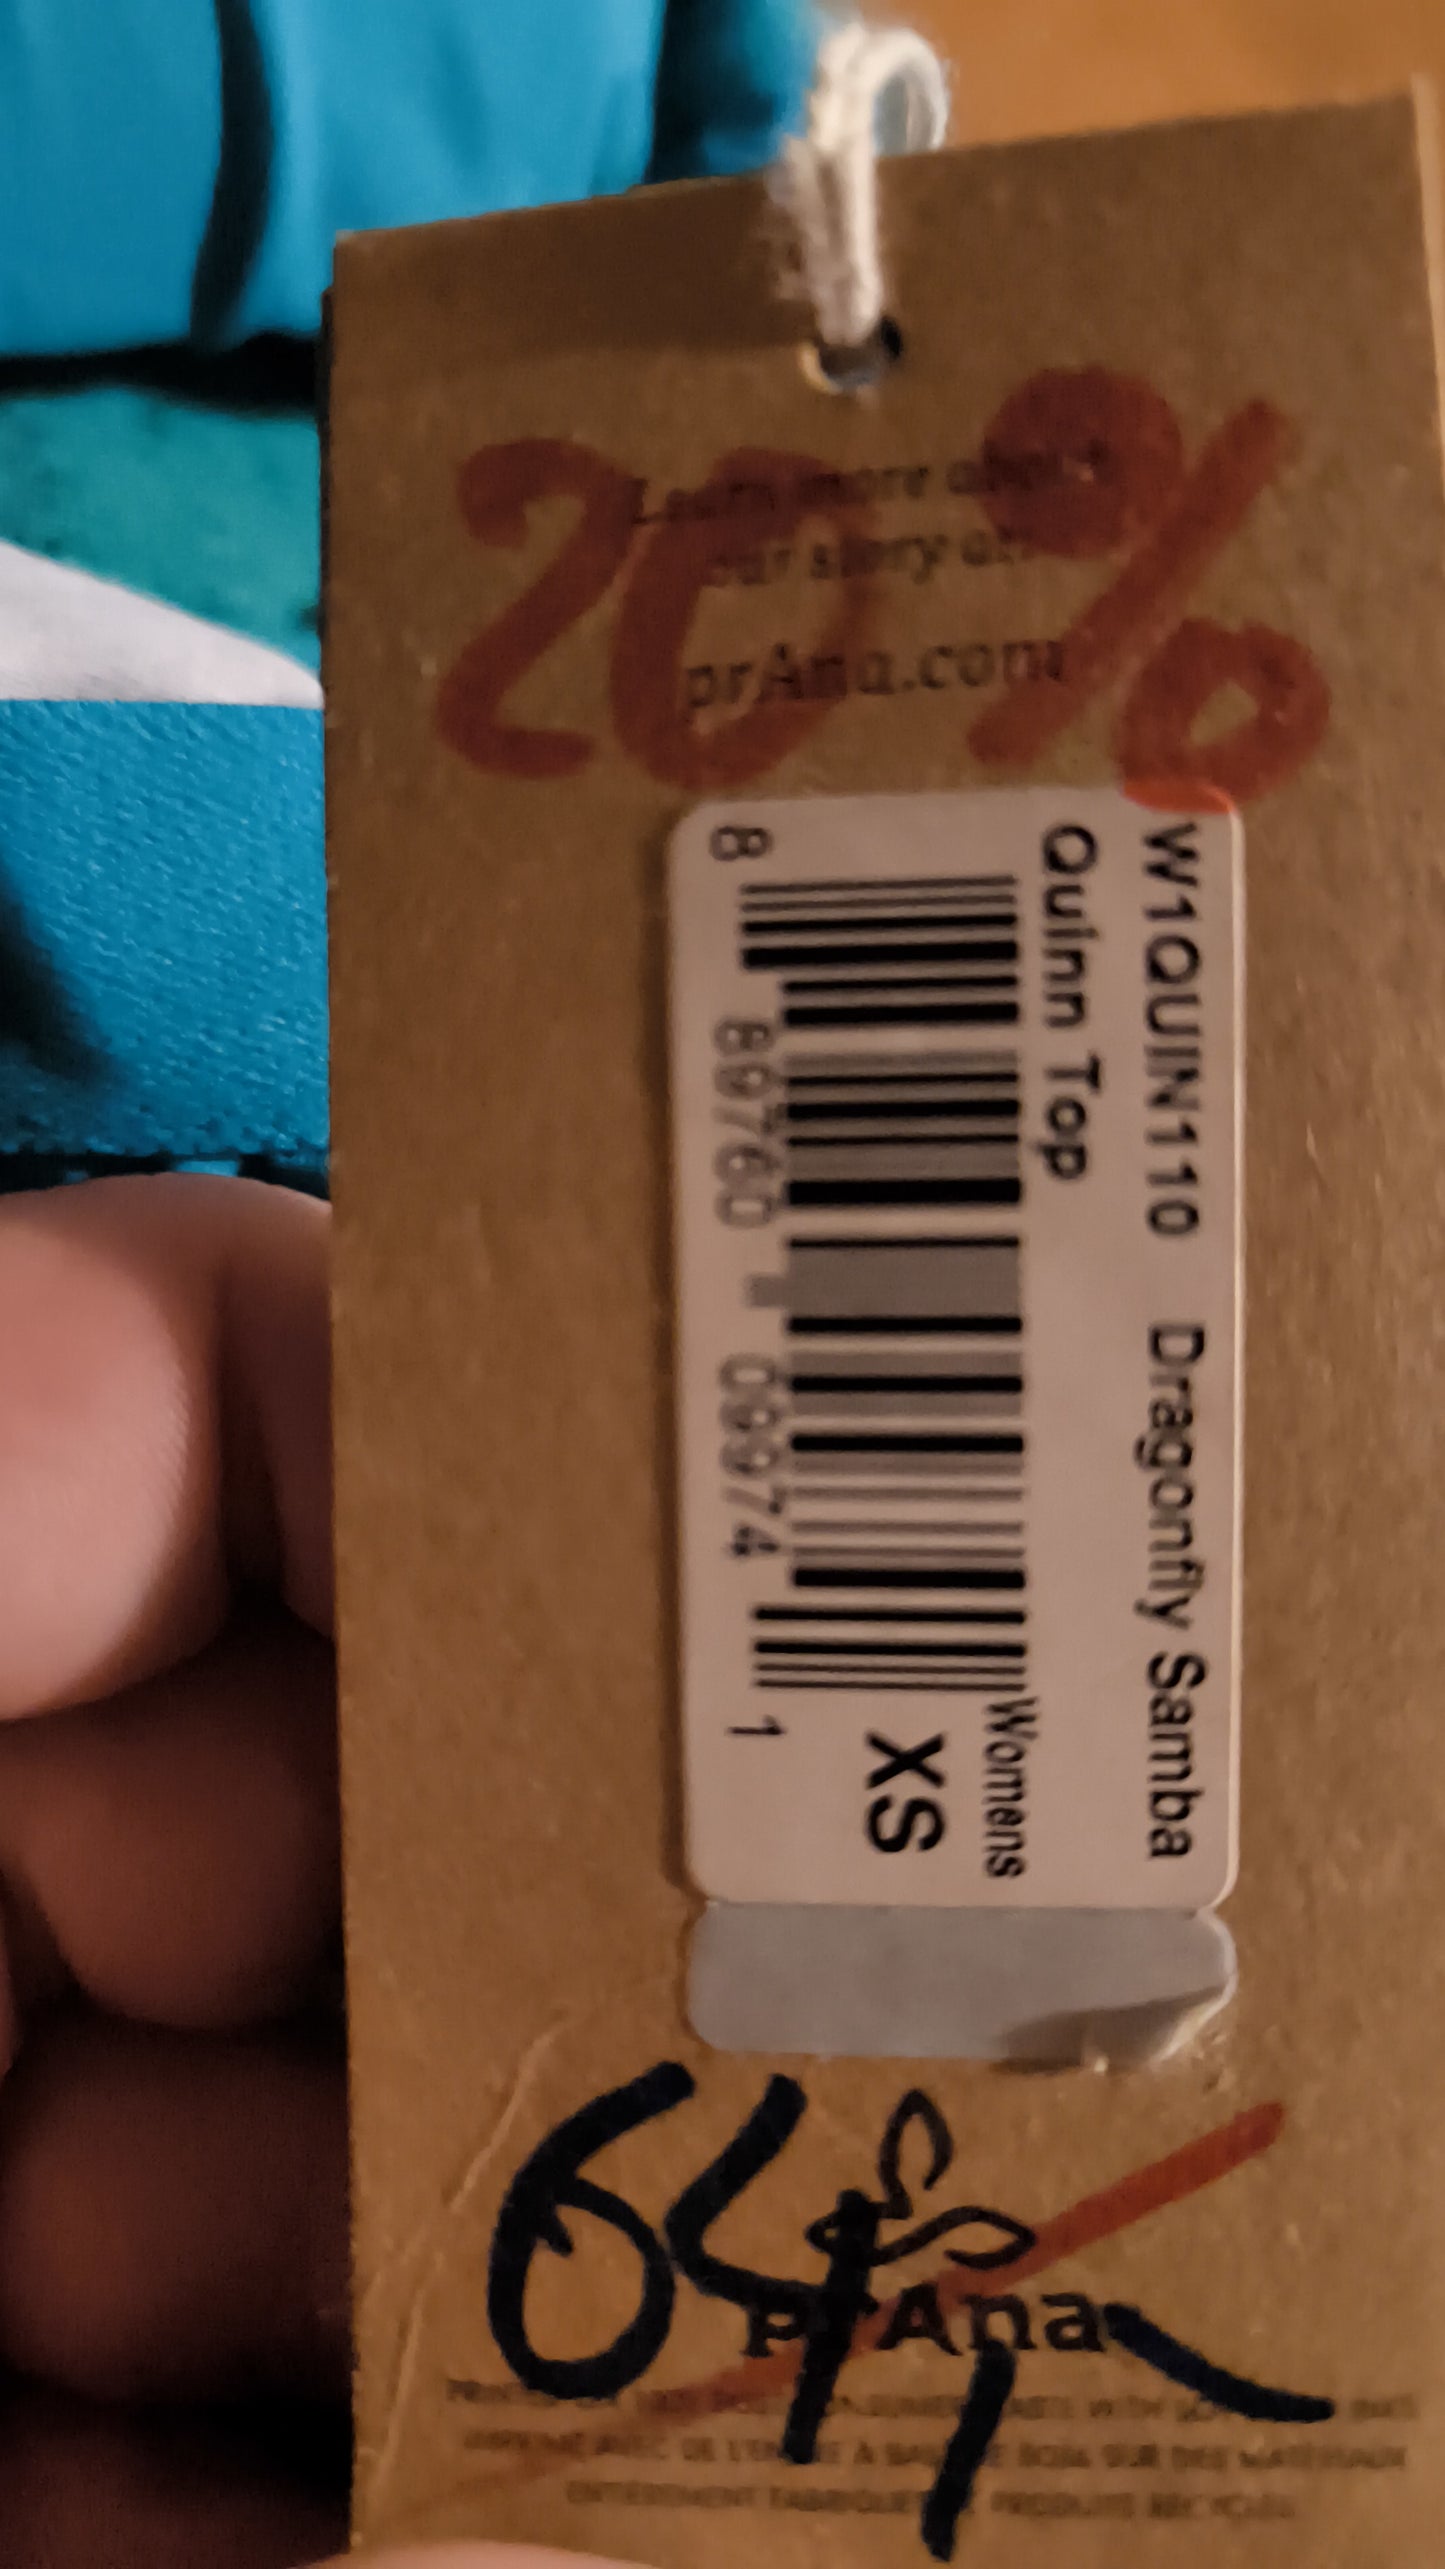 20%
Learn more about
our story on
prAna.com
W1QUIN110 Dragonfly Samba
Quinn Top
Womens
XS
8 89760 09974 1
64,-
prAna